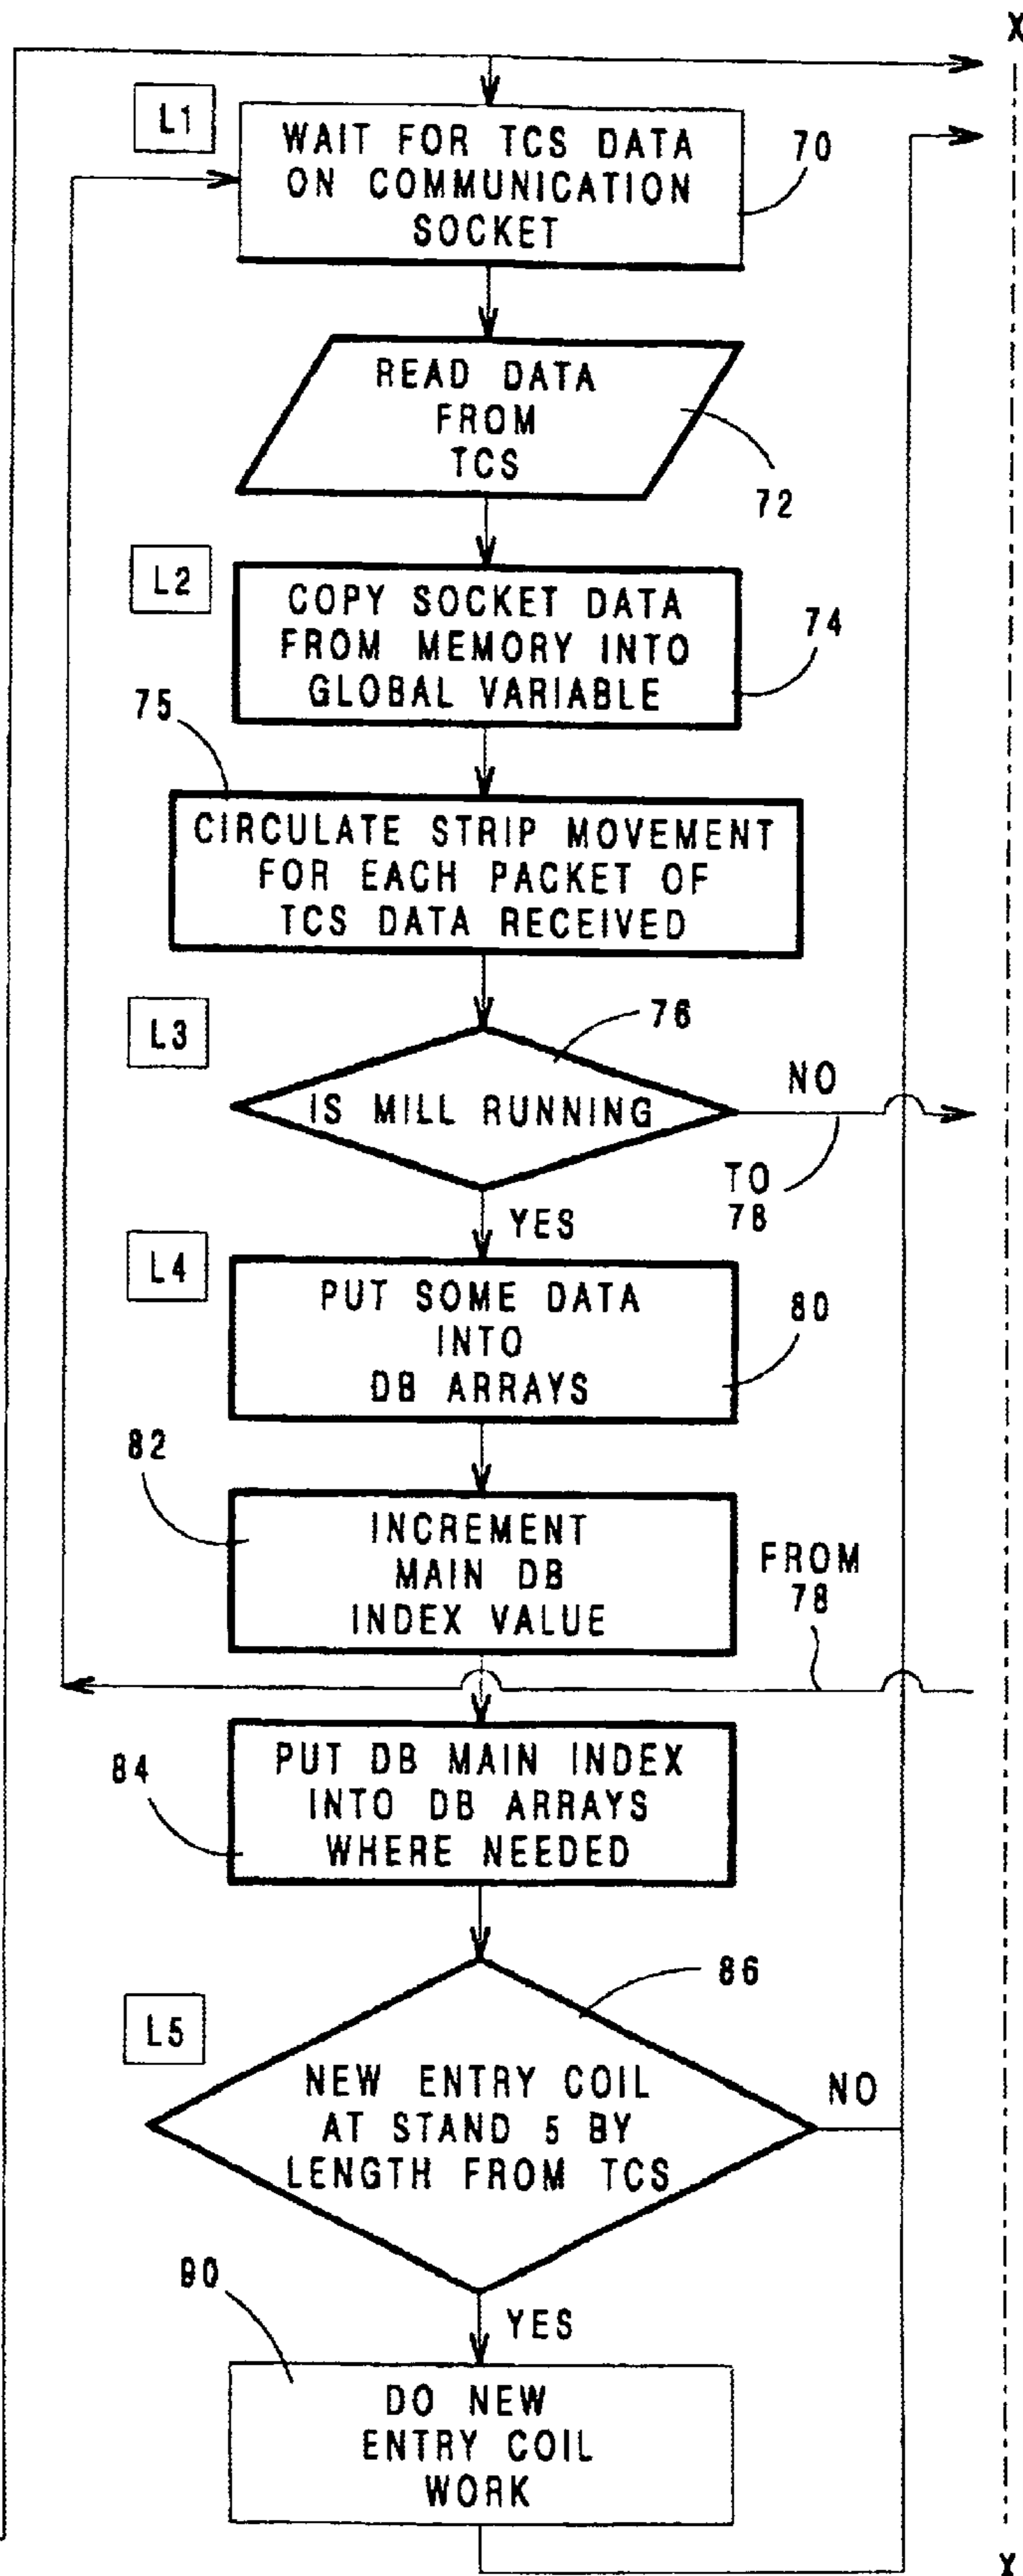 X
L1
WAIT FOR TCS DATA
ON COMMUNICATION
SOCKET
70
READ DATA
FROM
TCS
72
L2
COPY SOCKET DATA
FROM MEMORY INTO
GLOBAL VARIABLE
74
75
CIRCULATE STRIP MOVEMENT
FOR EACH PACKET OF
TCS DATA RECEIVED
L3
76
IS MILL RUNNING
NO
TO
78
YES
L4
PUT SOME DATA
INTO
DB ARRAYS
80
82
INCREMENT
MAIN DB
INDEX VALUE
FROM
78
84
PUT DB MAIN INDEX
INTO DB ARRAYS
WHERE NEEDED
86
L5
NEW ENTRY COIL
AT STAND 5 BY
LENGTH FROM TCS
NO
90
YES
DO NEW
ENTRY COIL
WORK
X